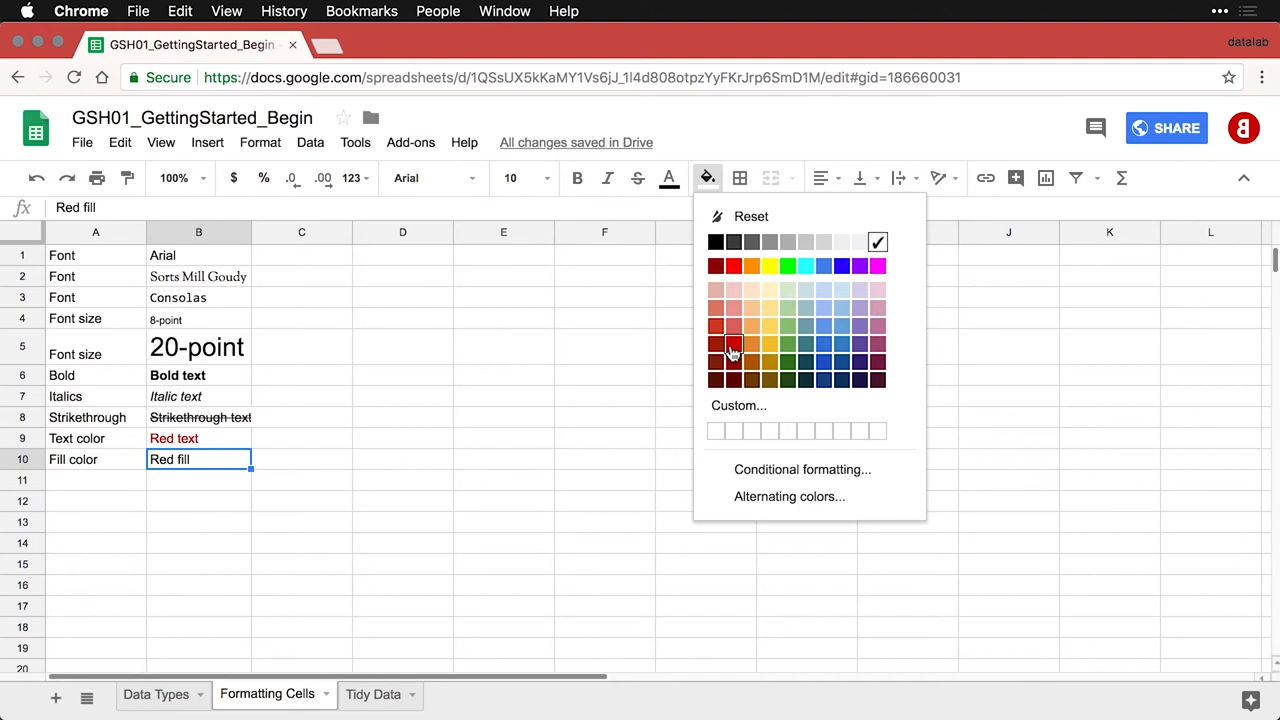 Chrome File Edit View History Bookmarks People Window Help
GSH01_GettingStarted_Begin -
datalab
Secure https://docs.google.com/spreadsheets/d/1QSsUX5kKaMY1Vs6jJ_1l4d808otpzYyFKrJrp6SmD1M/edit#gid=186660031
GSH01_GettingStarted_Begin
SHARE
File Edit View Insert Format Data Tools Add-ons Help All changes saved in Drive
100% $ % .0 .00 123 Arial 10 B I S A Σ
fx Red fill
Reset
A B C D E F J K L
1 Font Arial
2 Font Sorts Mill Goudy
3 Font Consolas
4 Font size 8-point
5 Font size 20-point
6 Bold Bold text
7 Italics Italic text
8 Strikethrough Strikethrough text
9 Text color Red text
10 Fill color Red fill
11
12
13
14
15
16
17
18
19
20
Custom...
Conditional formatting...
Alternating colors...
Data Types Formatting Cells Tidy Data